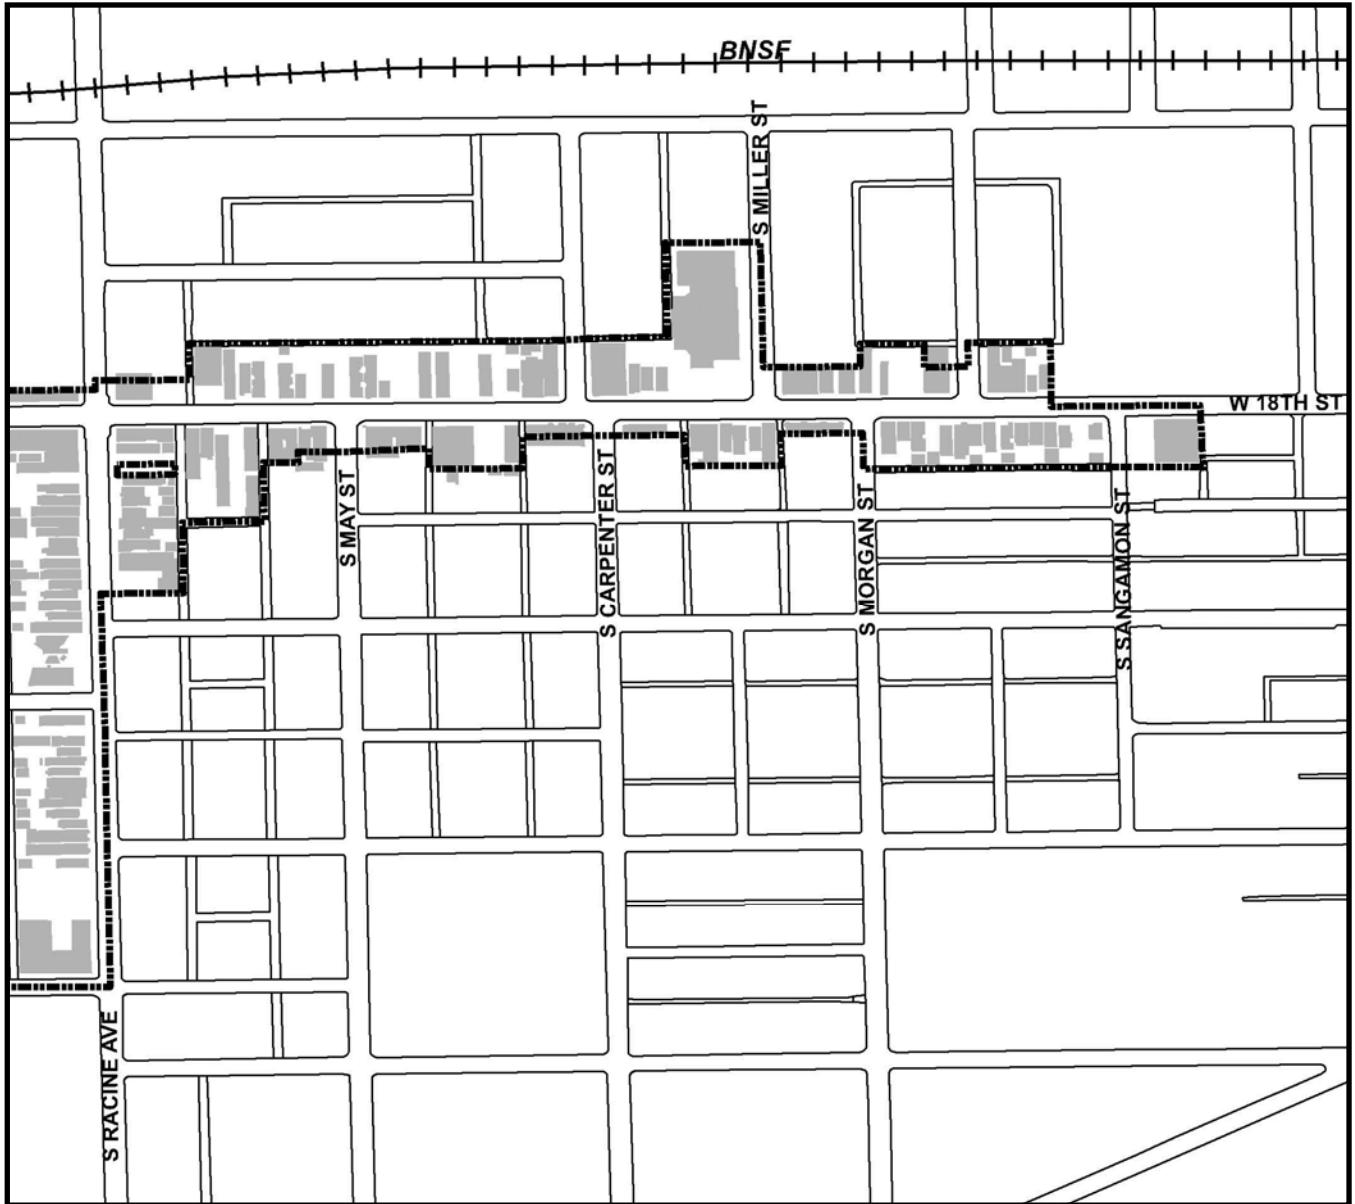 BNSF
S MILLER ST
W 18TH ST
S MAY ST
S CARPENTER ST
S MORGAN ST
S SANGAMON ST
S RACINE AVE